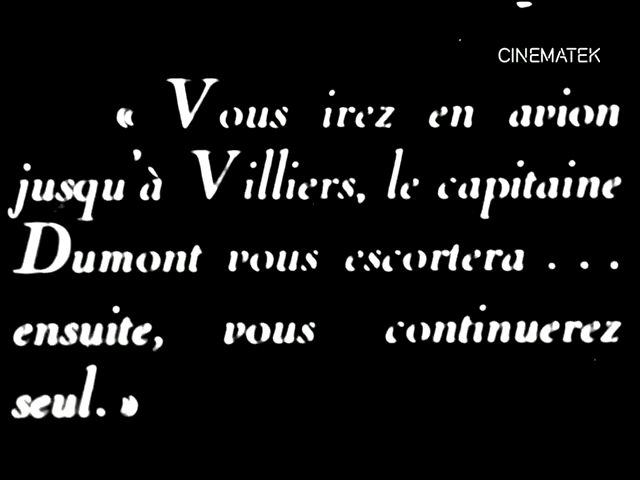 CINEMATEK
« Vous irez en avion
jusqu'à Villiers, le capitaine
Dumont vous escortera . . .
ensuite, vous continuerez
seul. »